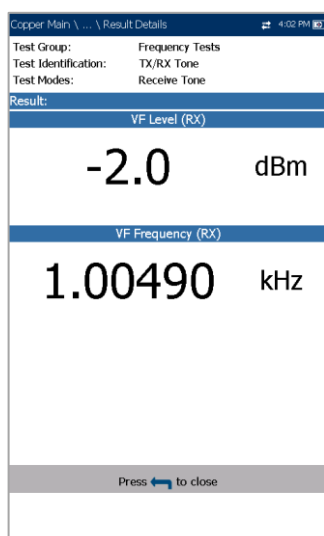 Copper Main \ ... \ Result Details 4:02 PM
Test Group: Frequency Tests
Test Identification: TX/RX Tone
Test Modes: Receive Tone
Result:
VF Level (RX)
-2.0 dBm
VF Frequency (RX)
1.00490 kHz
Press to close